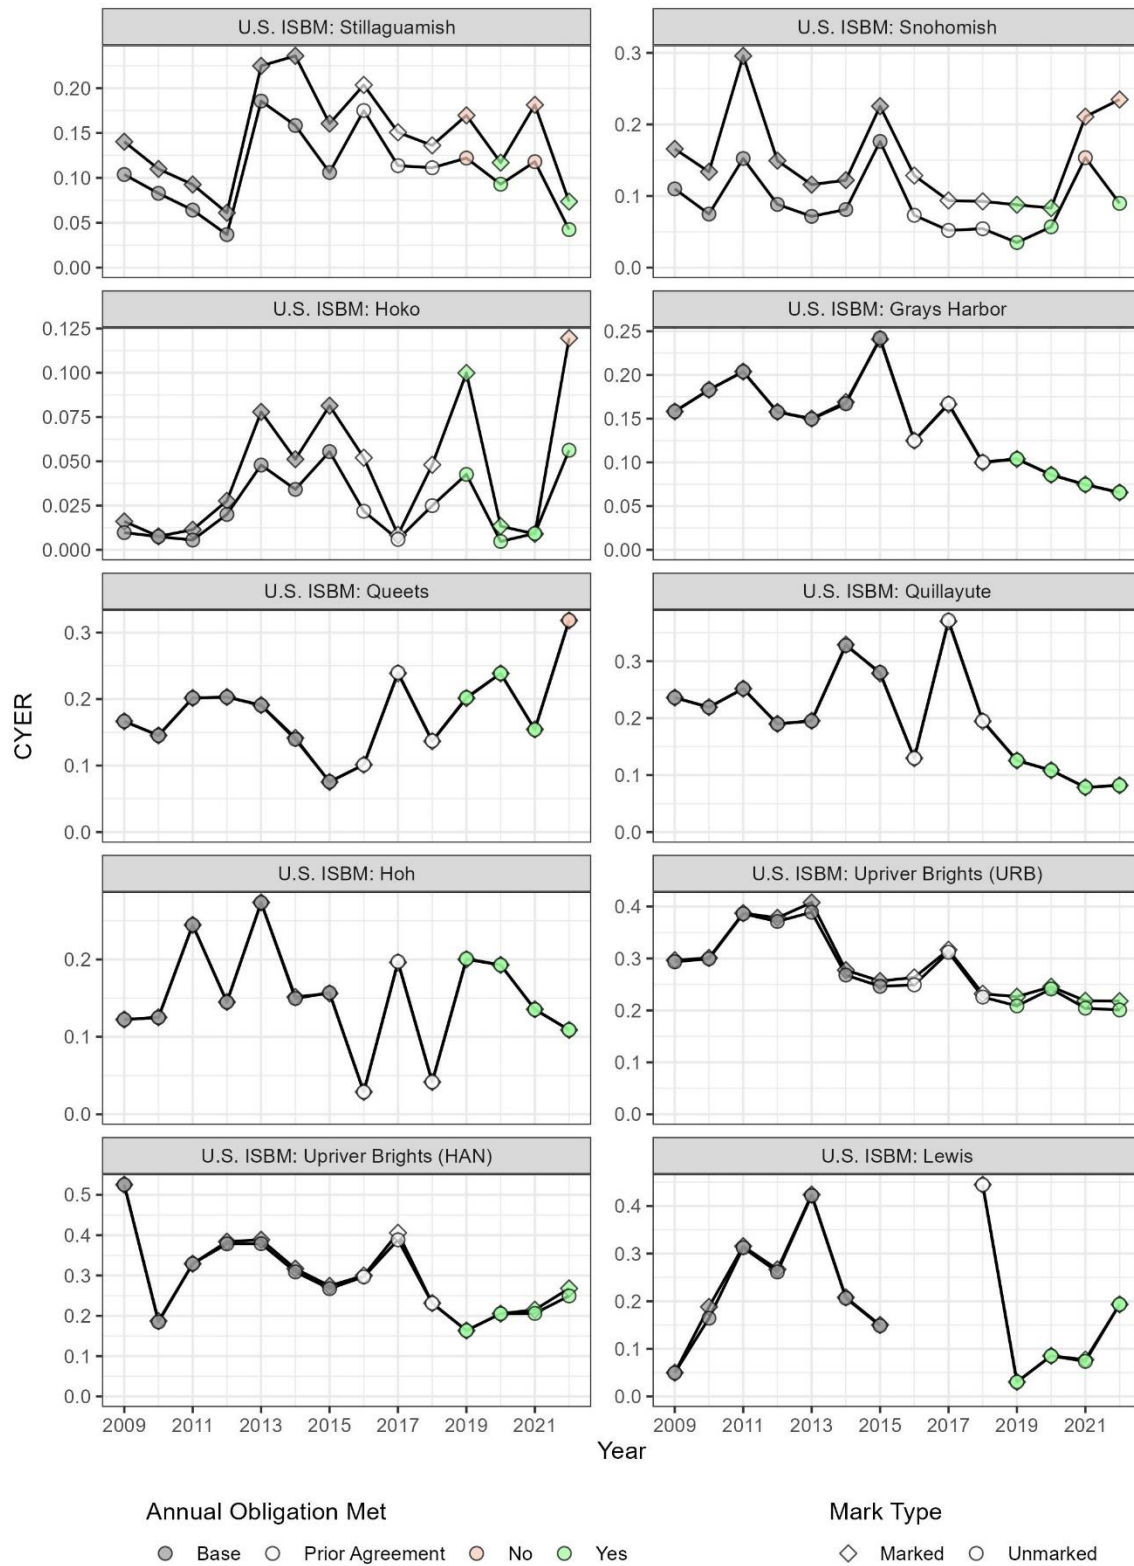 U.S. ISBM: Stillaguamish
0.20
0.15
0.10
0.05
0.00
U.S. ISBM: Snohomish
0.3
0.2
0.1
0.0
U.S. ISBM: Hoko
0.125
0.100
0.075
0.050
0.025
0.000
U.S. ISBM: Grays Harbor
0.25
0.20
0.15
0.10
0.05
0.00
U.S. ISBM: Queets
0.3
0.2
0.1
0.0
U.S. ISBM: Quillayute
0.3
0.2
0.1
0.0
CYER
U.S. ISBM: Hoh
0.2
0.1
0.0
U.S. ISBM: Upriver Brights (URB)
0.4
0.3
0.2
0.1
0.0
U.S. ISBM: Upriver Brights (HAN)
0.5
0.4
0.3
0.2
0.1
0.0
2009 2011 2013 2015 2017 2019 2021
U.S. ISBM: Lewis
0.4
0.3
0.2
0.1
0.0
2009 2011 2013 2015 2017 2019 2021
Year
Annual Obligation Met
Base Prior Agreement No Yes
Mark Type
Marked Unmarked